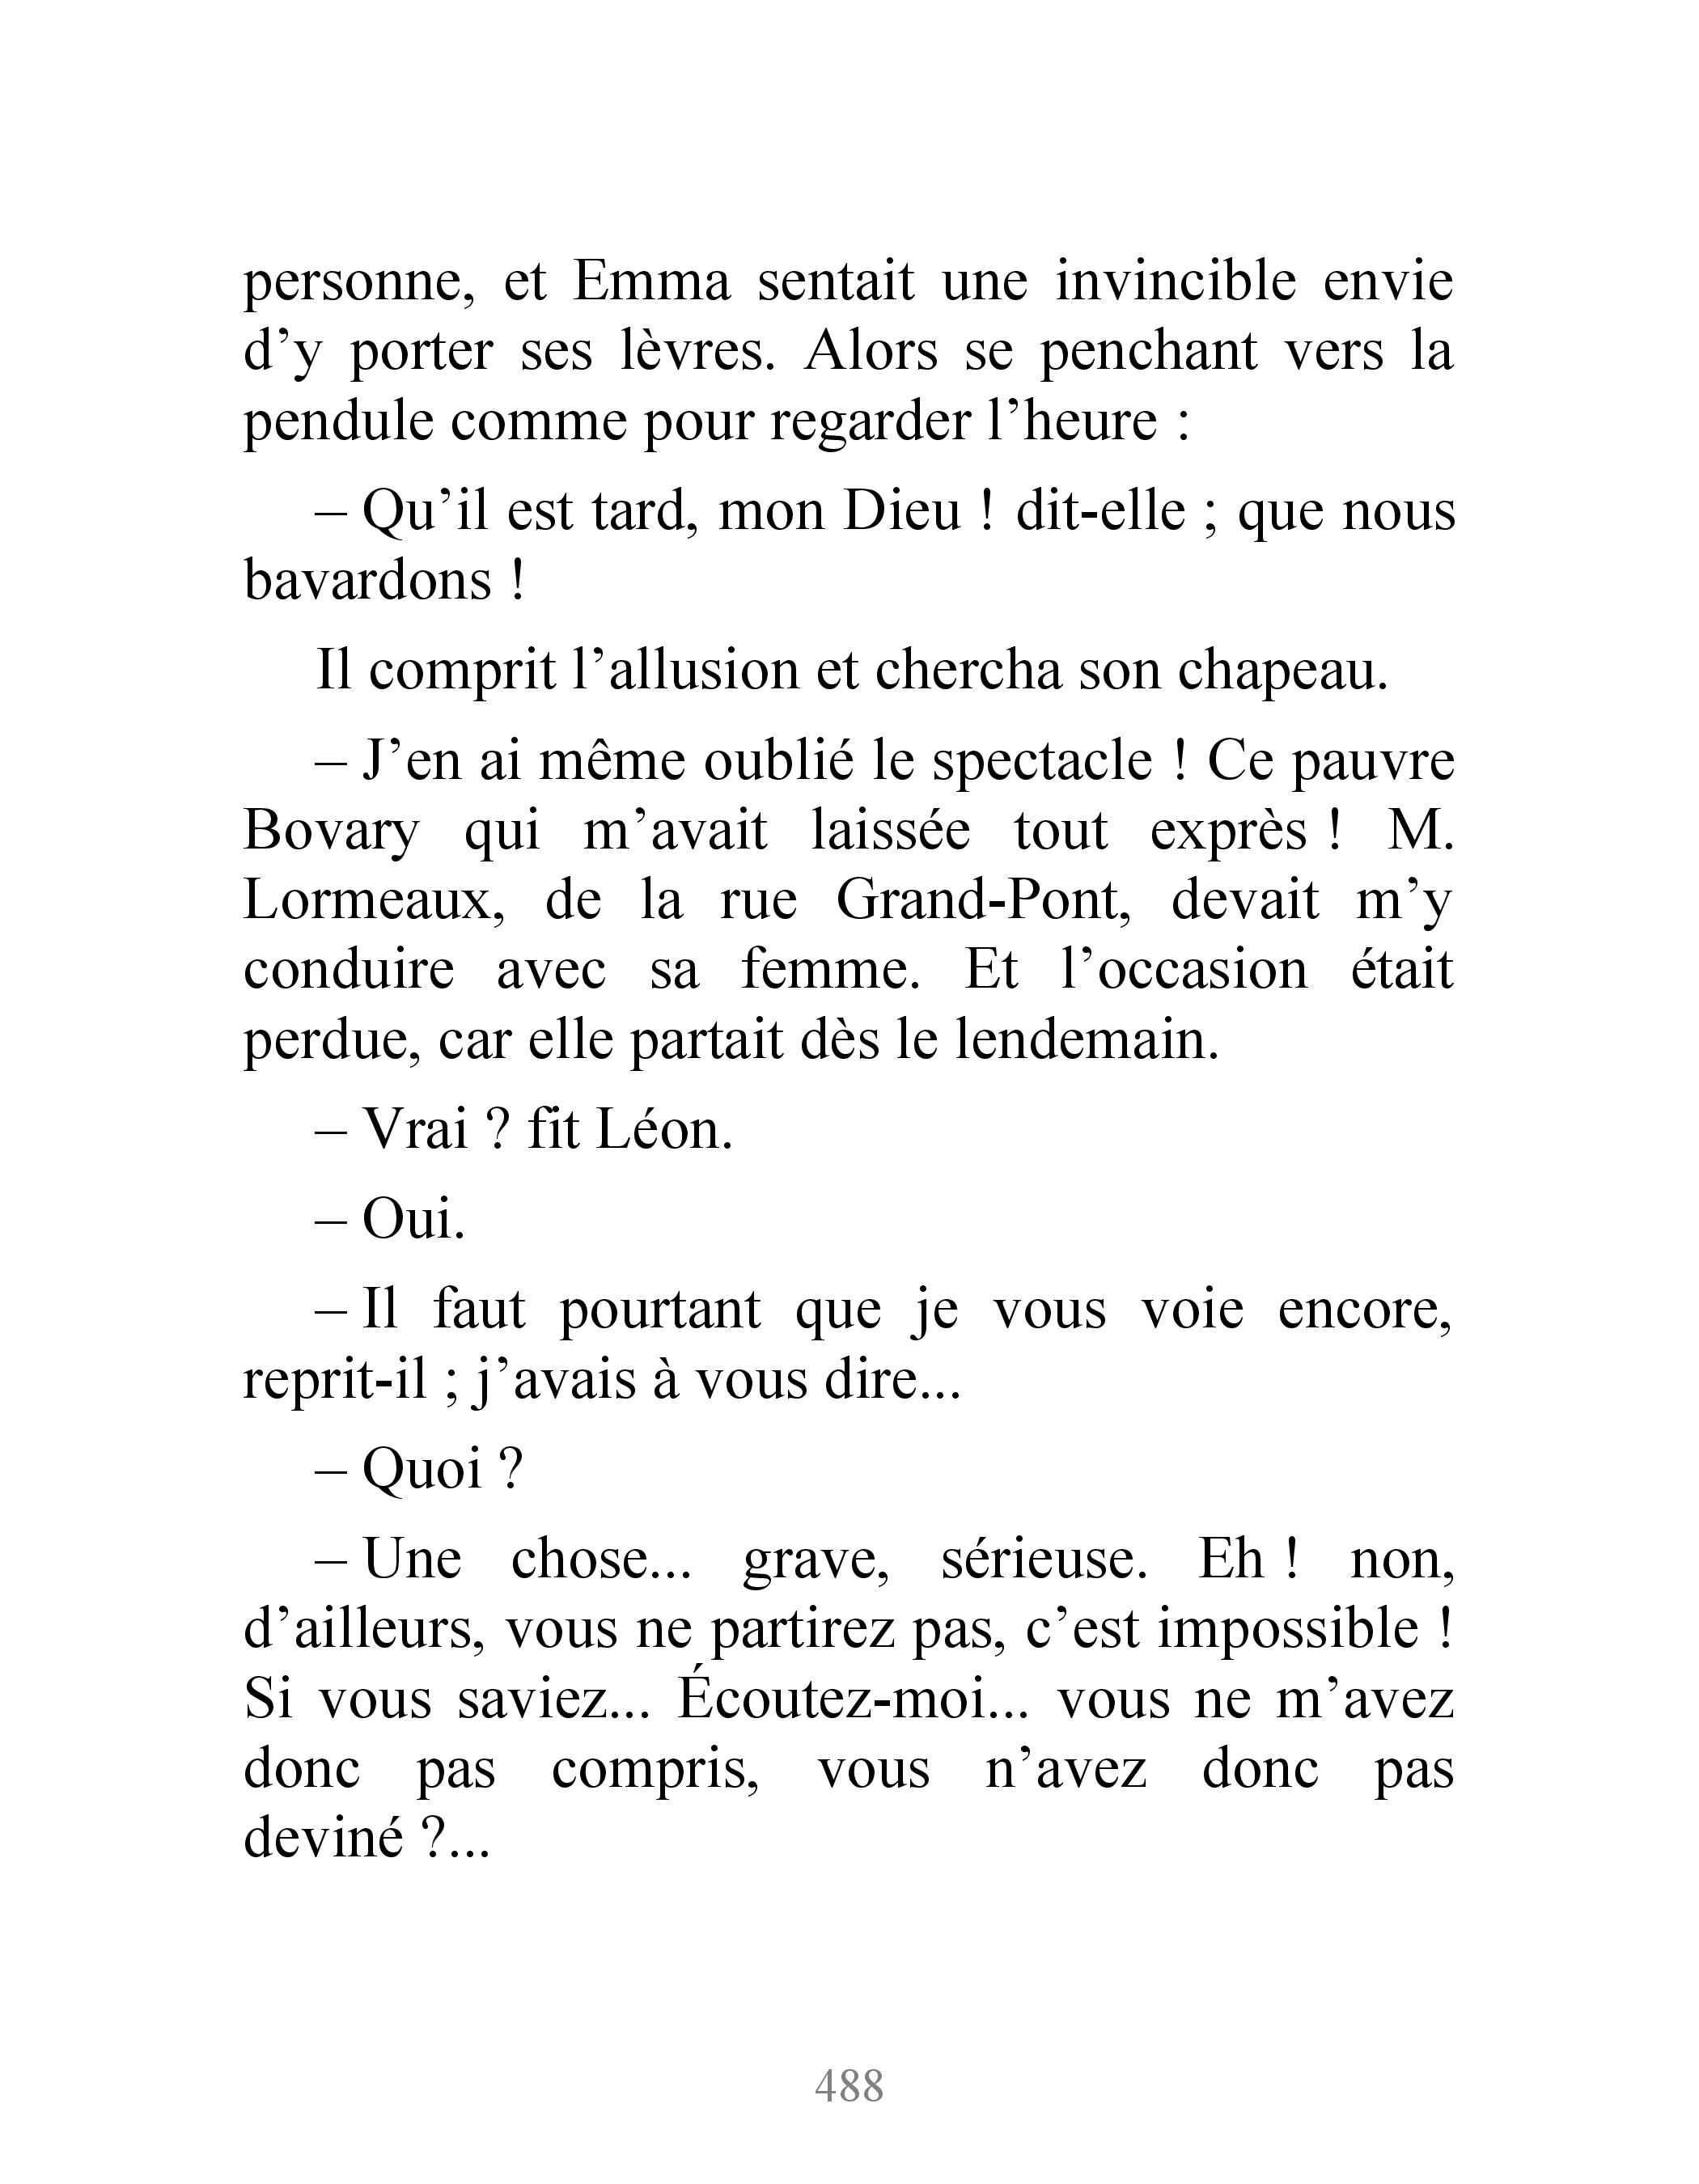 personne, et Emma sentait une invincible envie
d’y porter ses lèvres. Alors se penchant vers la
pendule comme pour regarder l’heure :
– Qu’il est tard, mon Dieu ! dit-elle ; que nous
bavardons !
Il comprit l’allusion et chercha son chapeau.
– J’en ai même oublié le spectacle ! Ce pauvre
Bovary qui m’avait laissée tout exprès ! M.
Lormeaux, de la rue Grand-Pont, devait m’y
conduire avec sa femme. Et l’occasion était
perdue, car elle partait dès le lendemain.
– Vrai ? fit Léon.
– Oui.
– Il faut pourtant que je vous voie encore,
reprit-il ; j’avais à vous dire...
– Quoi ?
– Une chose... grave, sérieuse. Eh ! non,
d’ailleurs, vous ne partirez pas, c’est impossible !
Si vous saviez... Écoutez-moi... vous ne m’avez
donc pas compris, vous n’avez donc pas
deviné ?...
488